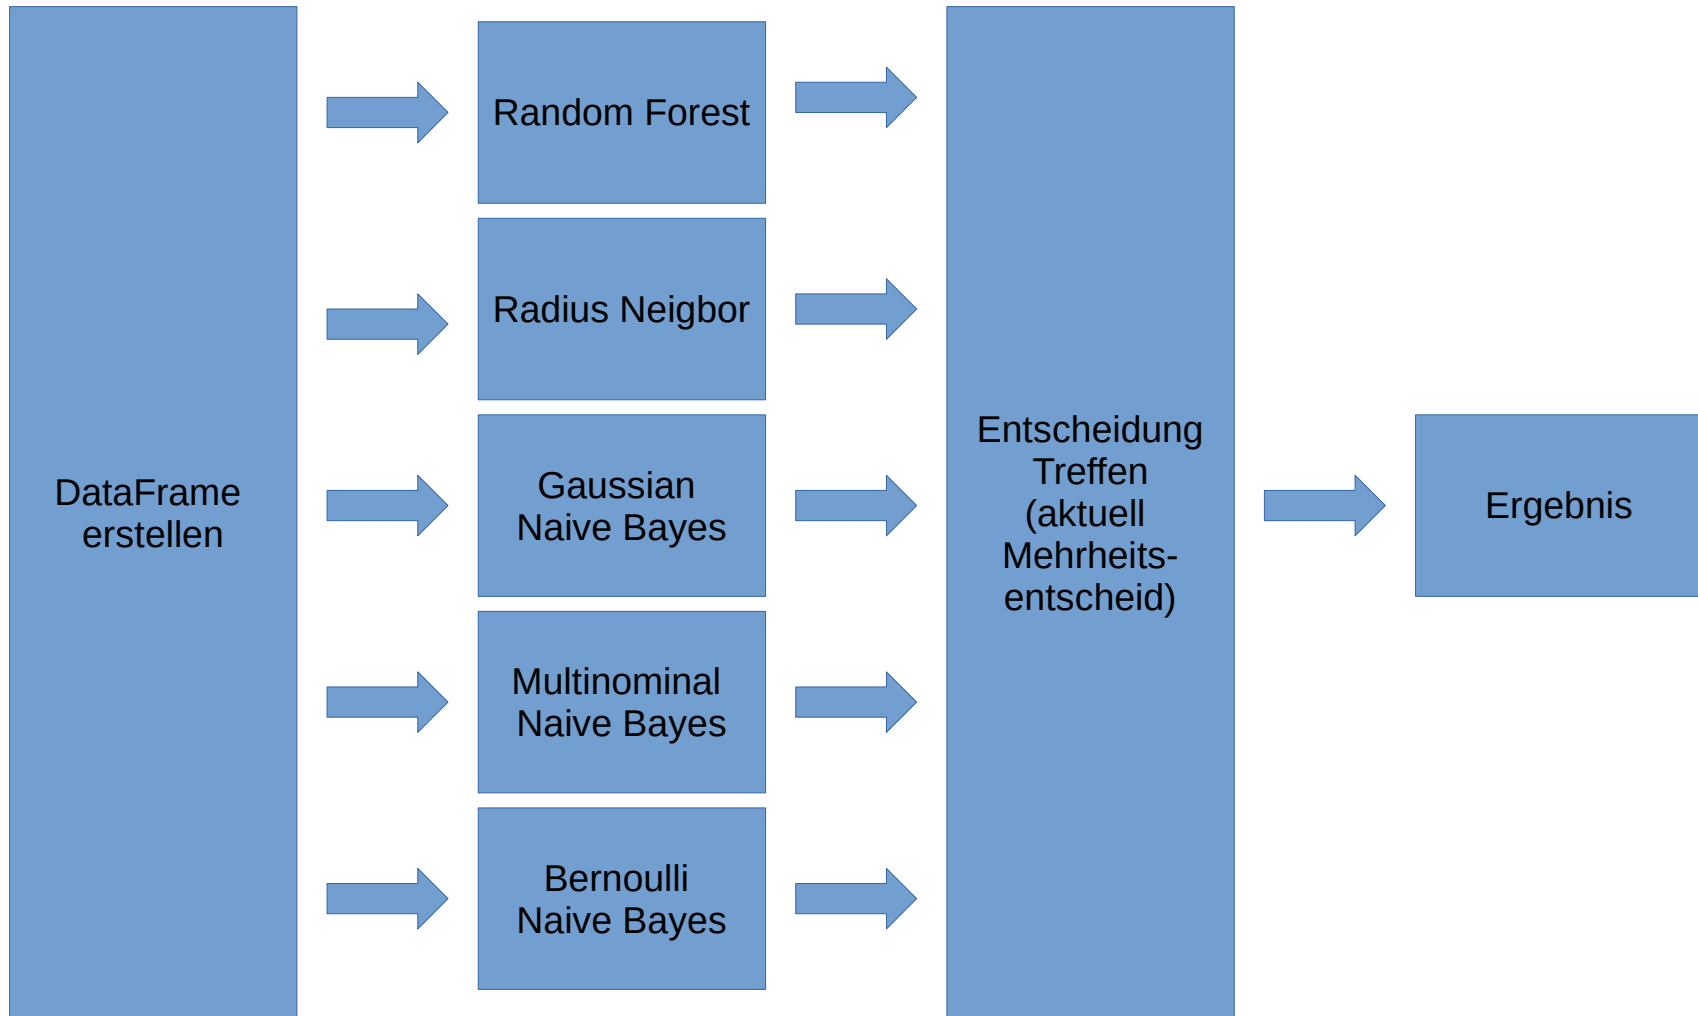 DataFrame
erstellen
Random Forest
Radius Neigbor
Gaussian
Naive Bayes
Multinominal
Naive Bayes
Bernoulli
Naive Bayes
Entscheidung
Treffen
(aktuell
Mehrheits-
entscheid)
Ergebnis